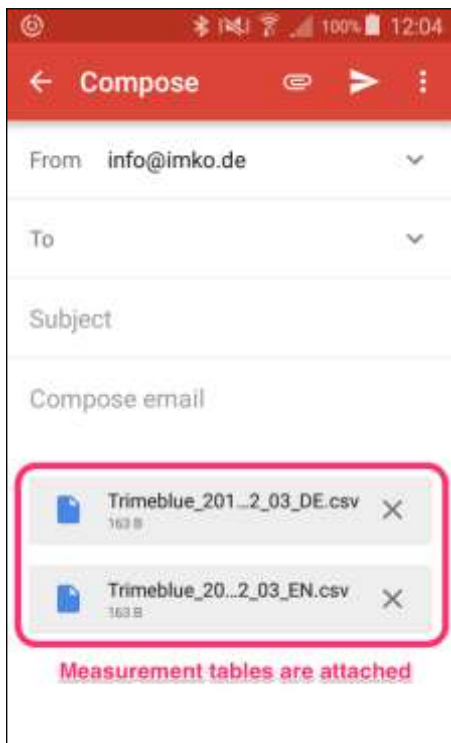 100% 12:04
Compose
From info@imko.de
To
Subject
Compose email
Trimeblue_201...2_03_DE.csv
163 B
Trimeblue_20...2_03_EN.csv
163 B
Measurement tables are attached